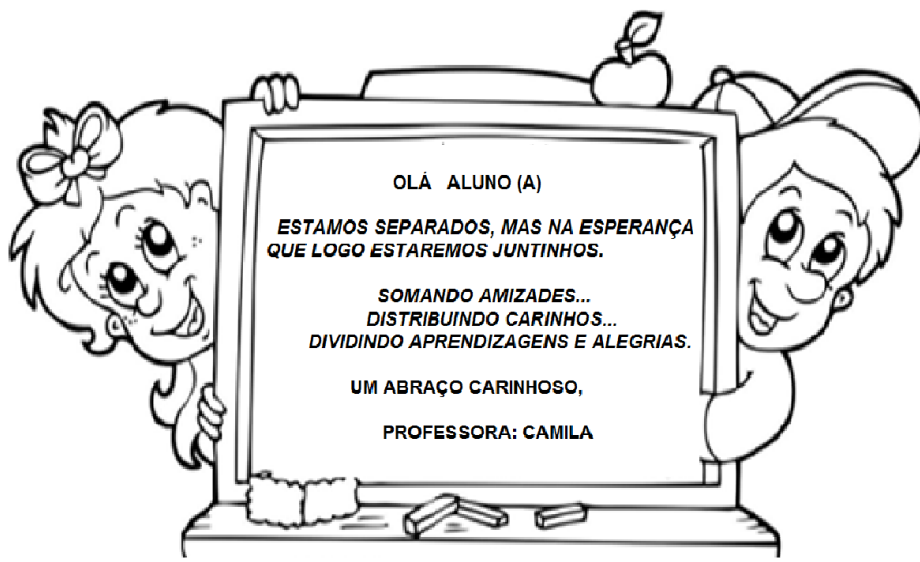 OLÁ ALUNO (A)
ESTAMOS SEPARADOS, MAS NA ESPERANÇA
QUE LOGO ESTAREMOS JUNTINHOS.
SOMANDO AMIZADES...
DISTRIBUINDO CARINHOS...
DIVIDINDO APRENDIZAGENS E ALEGRIAS.
UM ABRAÇO CARINHOSO,
PROFESSORA: CAMILA